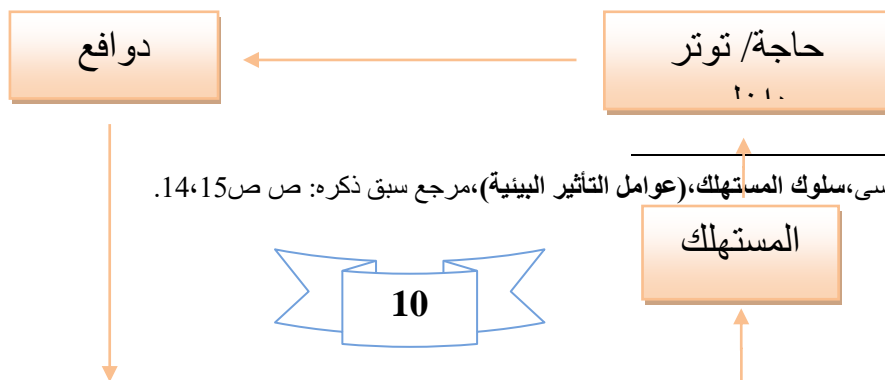 حاجة/ توتر
دوافع
سلوك المستهلك،(عوامل التأثير البيئية)،مرجع سبق ذكره: ص ص14،15.
المستهلك
10